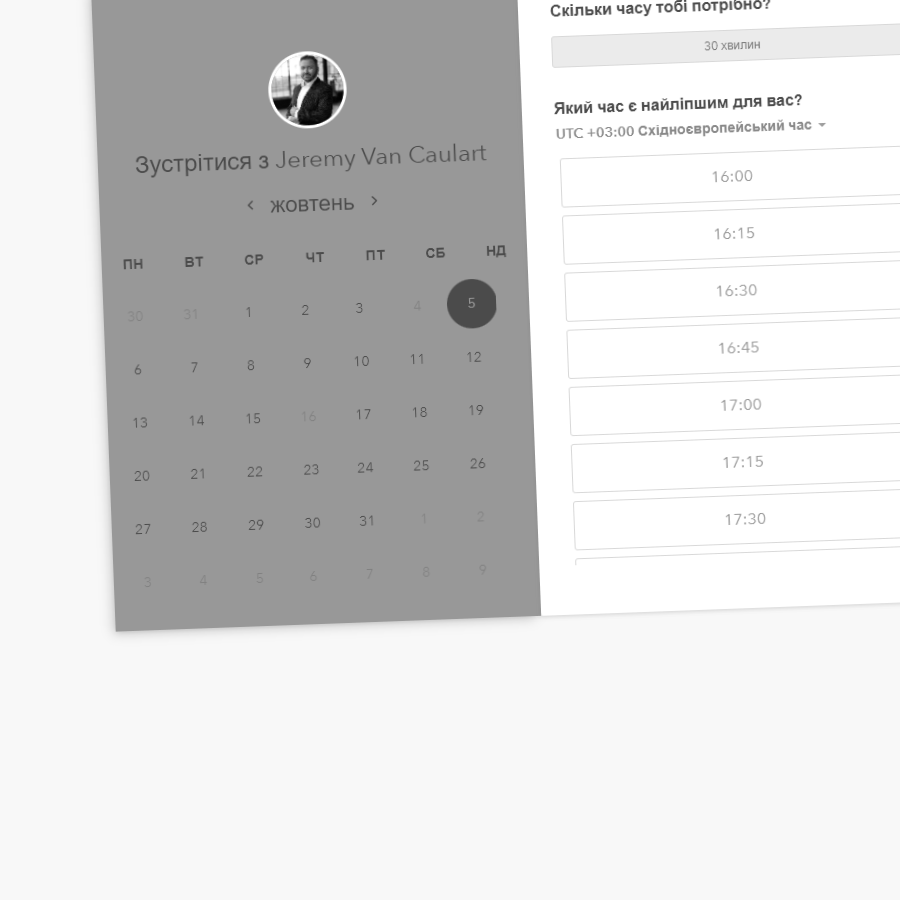 Зустрітися з Jeremy Van Caulart
жовтень
ПН ВТ СР ЧТ ПТ СБ НД
30 31 1 2 3 4 5
6 7 8 9 10 11 12
13 14 15 16 17 18 19
20 21 22 23 24 25 26
27 28 29 30 31 1 2
3 4 5 6 7 8 9
Скільки часу тобі потрібно?
30 хвилин
Який час є найліпшим для вас?
UTC +03:00 Східноєвропейський час
16:00
16:15
16:30
16:45
17:00
17:15
17:30